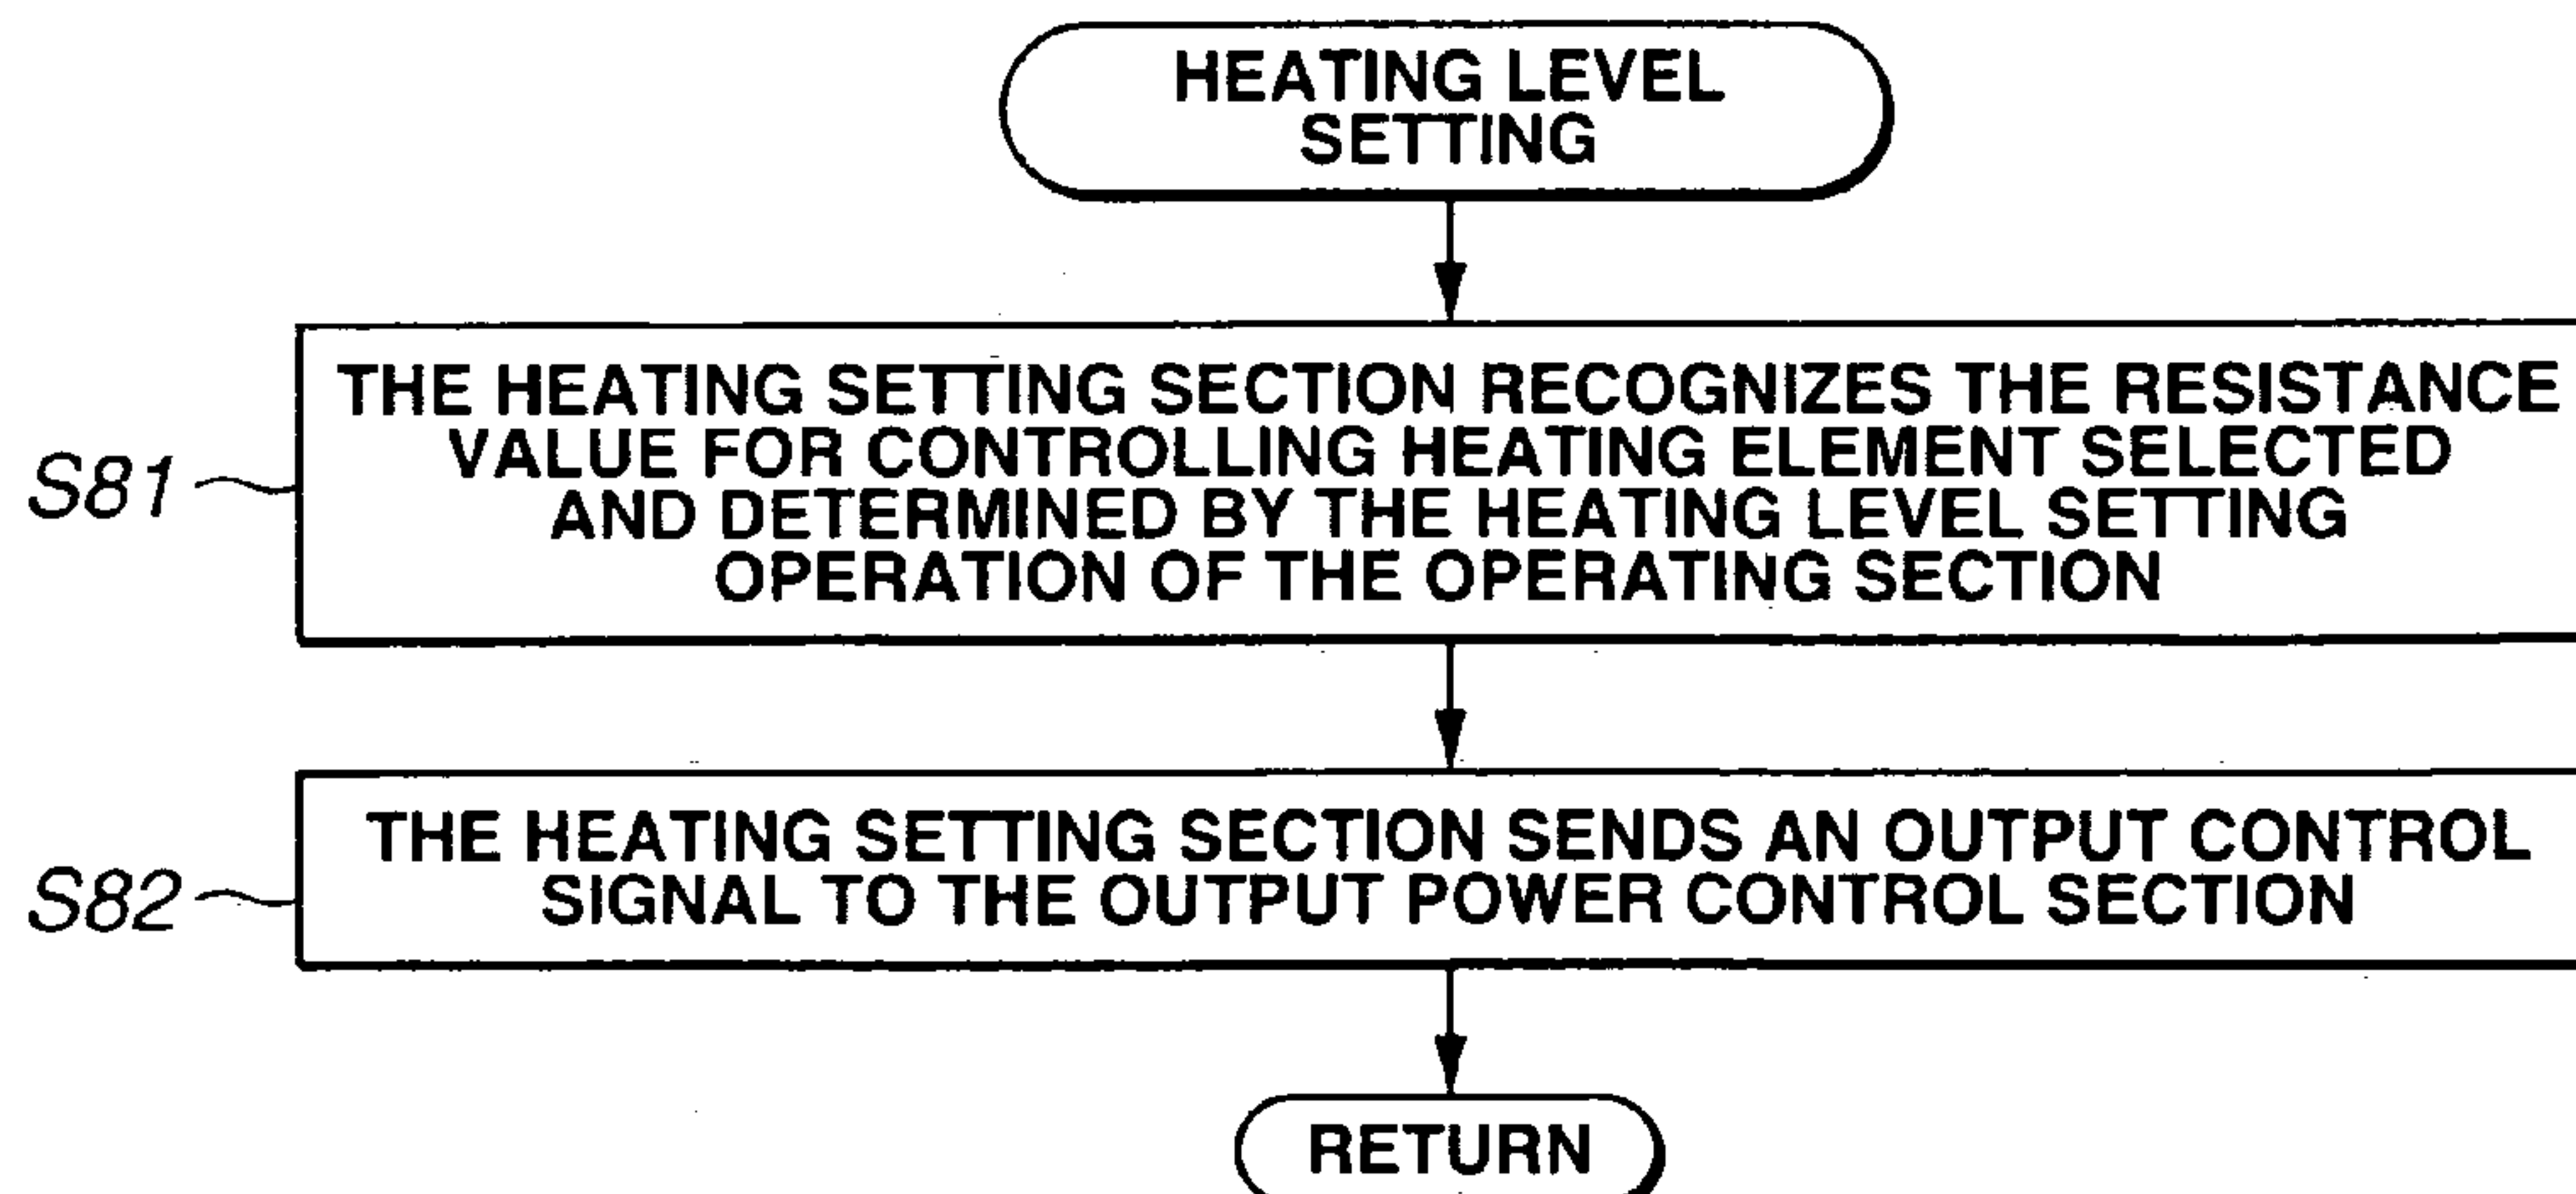 HEATING LEVEL
SETTING
S81
THE HEATING SETTING SECTION RECOGNIZES THE RESISTANCE
VALUE FOR CONTROLLING HEATING ELEMENT SELECTED
AND DETERMINED BY THE HEATING LEVEL SETTING
OPERATION OF THE OPERATING SECTION
S82
THE HEATING SETTING SECTION SENDS AN OUTPUT CONTROL
SIGNAL TO THE OUTPUT POWER CONTROL SECTION
RETURN